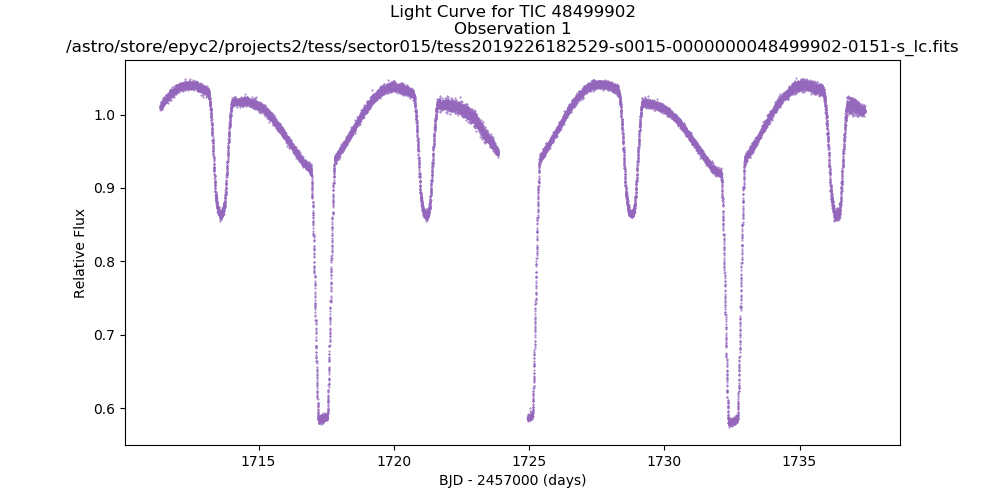 Light Curve for TIC 48499902
Observation 1
/astro/store/epyc2/projects2/tess/sector015/tess2019226182529-s0015-0000000048499902-0151-s_lc.fits
1.0
0.9
0.8
0.7
0.6
Relative Flux
1715
1720
1725
1730
1735
BJD - 2457000 (days)